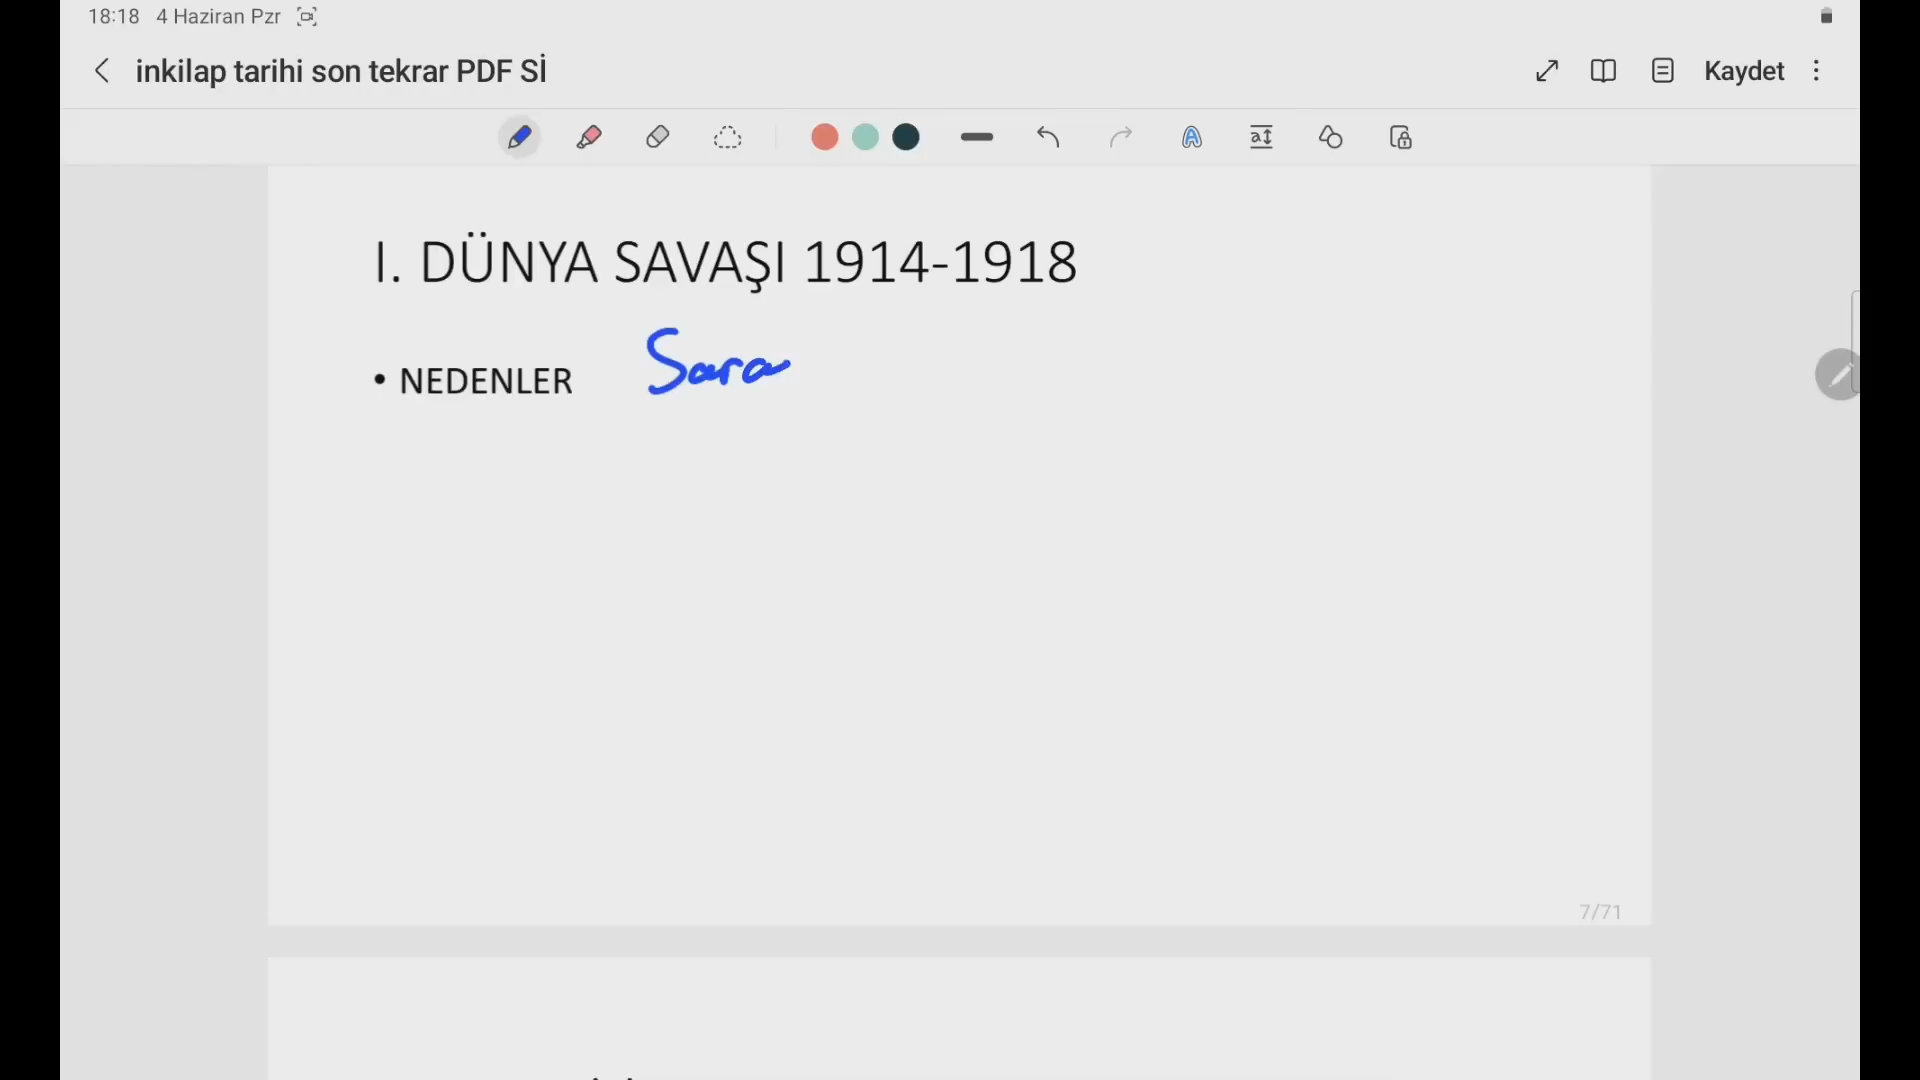 18:18 4 Haziran Pzr
inkilap tarihi son tekrar PDF Sİ
Kaydet
I. DÜNYA SAVAŞI 1914-1918
• NEDENLER Sara
7/71